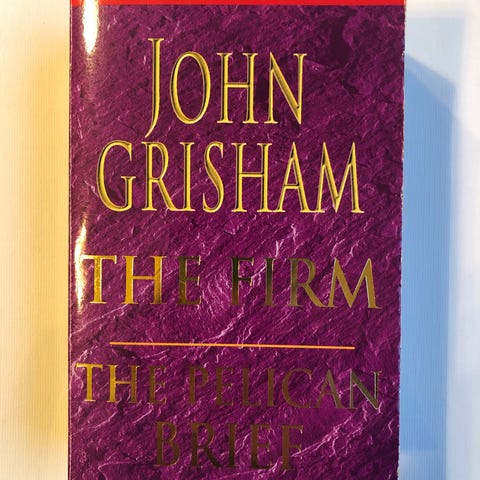 JOHN
GRISHAM
THE FIRM
THE PELICAN
BRIEF